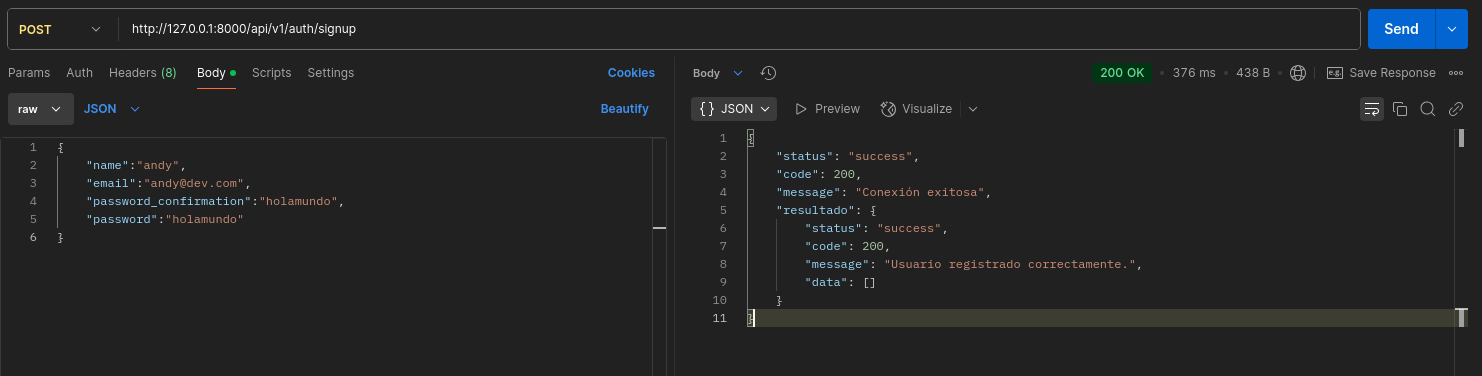 POST http://127.0.0.1:8000/api/v1/auth/signup Send
Params Auth Headers (8) Body Scripts Settings Cookies
raw JSON Beautify
1 {
2 "name":"andy",
3 "email":"andy@dev.com",
4 "password_confirmation":"holamundo",
5 "password":"holamundo"
6 }
Body 200 OK • 376 ms • 438 B e.g. Save Response
{} JSON Preview Visualize
1 {
2 "status": "success",
3 "code": 200,
4 "message": "Conexión exitosa",
5 "resultado": {
6 "status": "success",
7 "code": 200,
8 "message": "Usuario registrado correctamente.",
9 "data": []
10 }
11 }